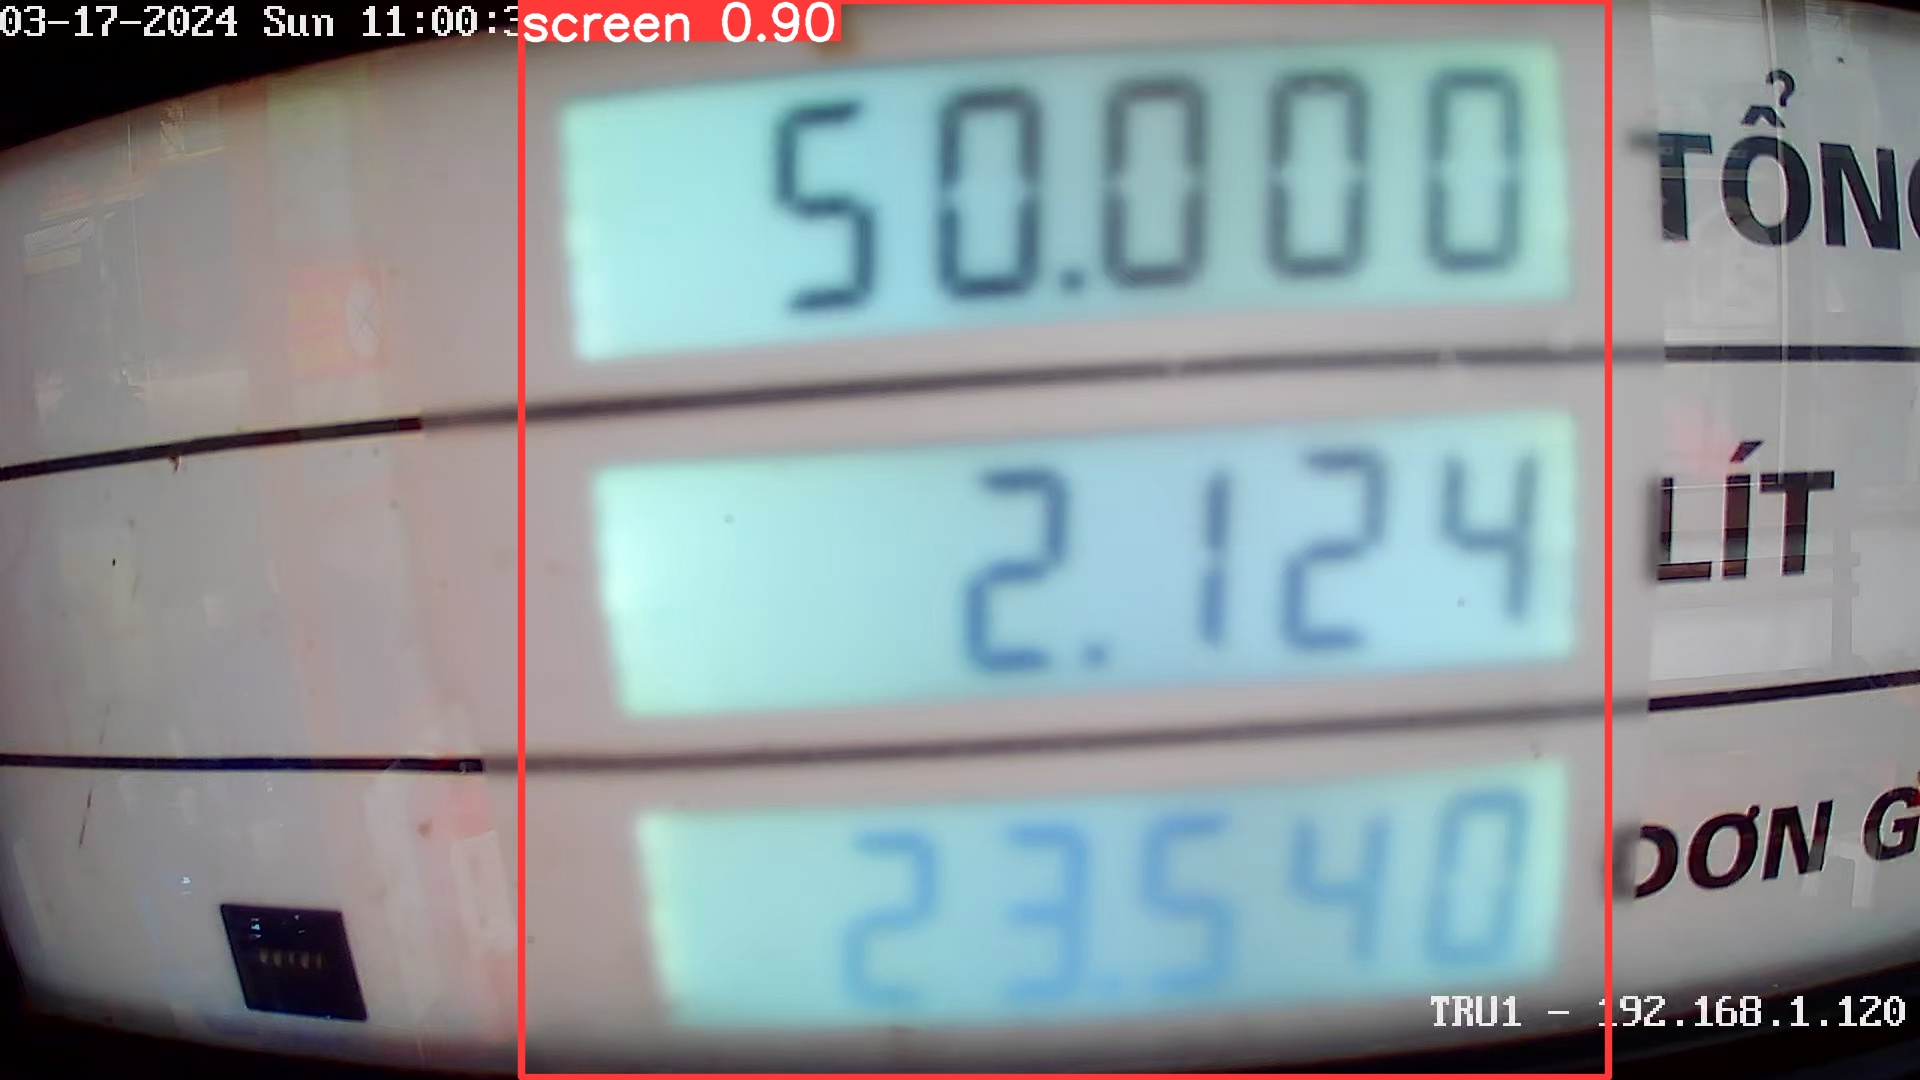 03-17-2024 Sun 11:00:3
screen 0.90
50.000
TỔNG
2.124
LÍT
23.540
ĐƠN G
TRU1 - 192.168.1.120